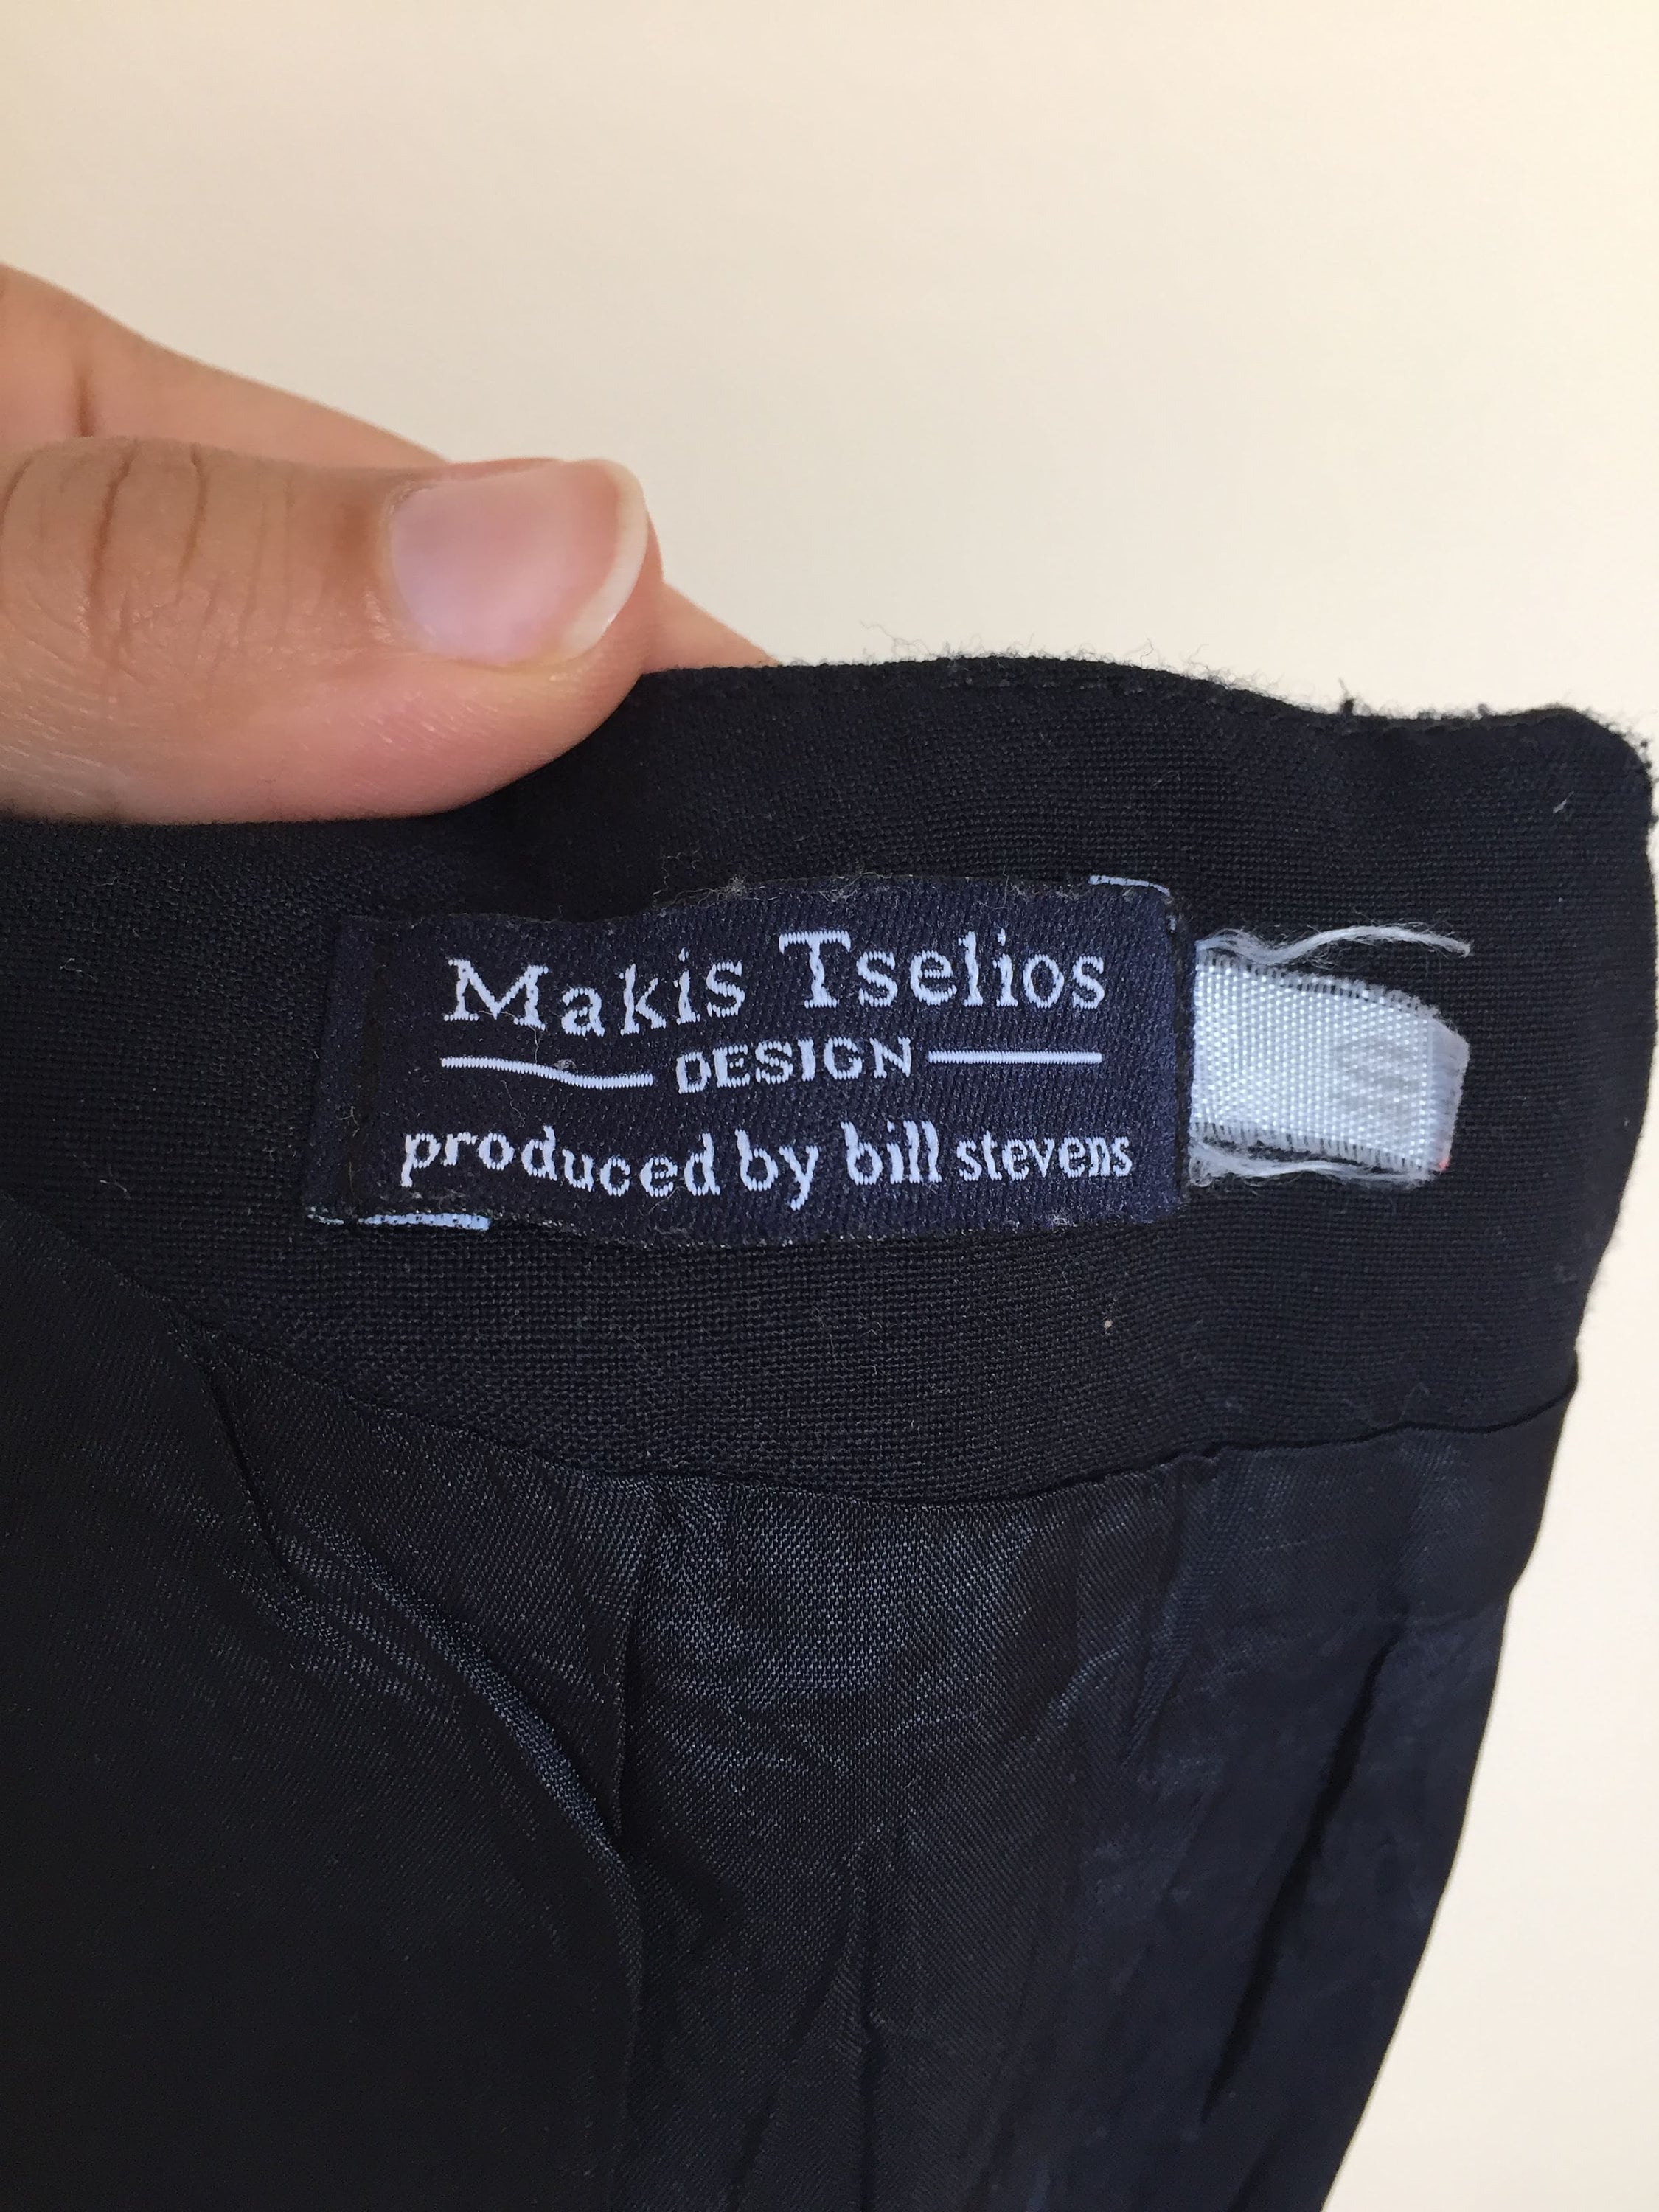 Makis Tselios
DESIGN
produced by bill stevens